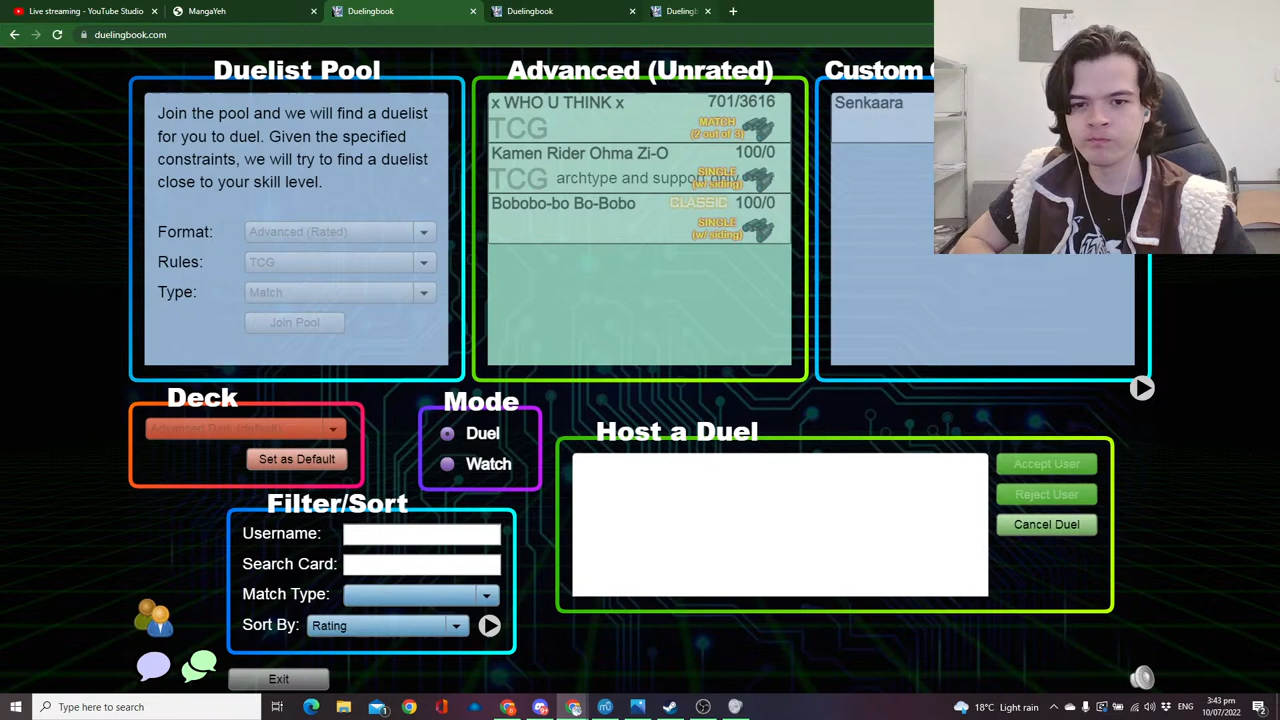 Live streaming - YouTube Studio
MangaYeh
Duelingbook
Duelingbook
Dueling
duelingbook.com
Duelist Pool
Join the pool and we will find a duelist
for you to duel. Given the specified
constraints, we will try to find a duelist
close to your skill level.
Format:
Advanced (Rated)
Rules:
TCG
Type:
Match
Join Pool
Advanced (Unrated)
x WHO U THINK x
701/3616
TCG
MATCH
(2 out of 3)
Kamen Rider Ohma Zi-O
100/0
TCG
archtype and support only
SINGLE
(w/ siding)
Bobobo-bo Bo-Bobo
CLASSIC
100/0
SINGLE
(w/ siding)
Custom
Senkaara
Deck
Advanced Dark (default)
Set as Default
Mode
Duel
Watch
Host a Duel
Accept User
Reject User
Cancel Duel
Filter/Sort
Username:
Search Card:
Match Type:
Sort By:
Rating
Exit
Type here to search
18°C Light rain
ENG
3:43 pm
10/07/2022